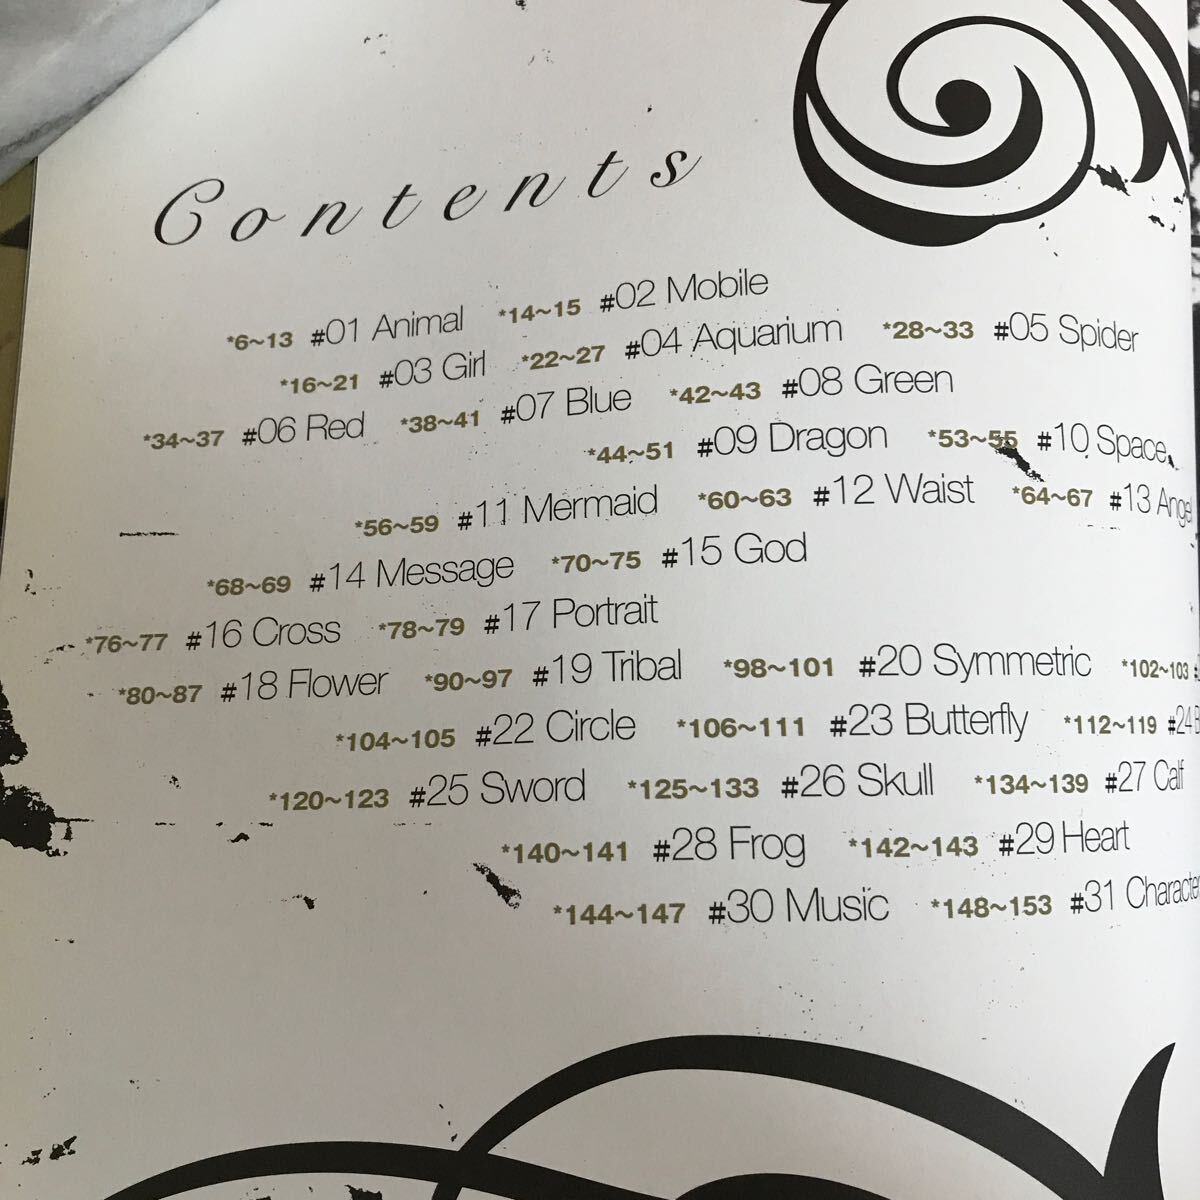 Contents
*6~13 #01 Animal *14~15 #02 Mobile
*16~21 #03 Girl *22~27 #04 Aquarium *28~33 #05 Spider
*34~37 #06 Red *38~41 #07 Blue *42~43 #08 Green
*44~51 #09 Dragon *53~55 #10 Space
*56~59 #11 Mermaid *60~63 #12 Waist *64~67 #13 Angel
*68~69 #14 Message *70~75 #15 God
*76~77 #16 Cross *78~79 #17 Portrait
*80~87 #18 Flower *90~97 #19 Tribal *98~101 #20 Symmetric *102~103
*104~105 #22 Circle *106~111 #23 Butterfly *112~119 #24
*120~123 #25 Sword *125~133 #26 Skull *134~139 #27 Calf
*140~141 #28 Frog *142~143 #29 Heart
*144~147 #30 Music *148~153 #31 Character